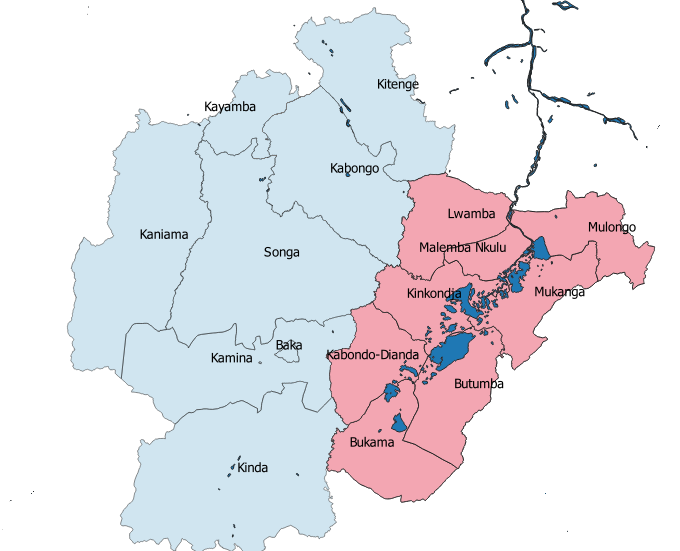 Kitenge
Kayamba
Kabongo
Lwamba
Mulongo
Kaniama
Malemba Nkulu
Songa
Kinkondja
Mukanga
Baka
Kamina
Kabondo-Dianda
Butumba
Bukama
Kinda